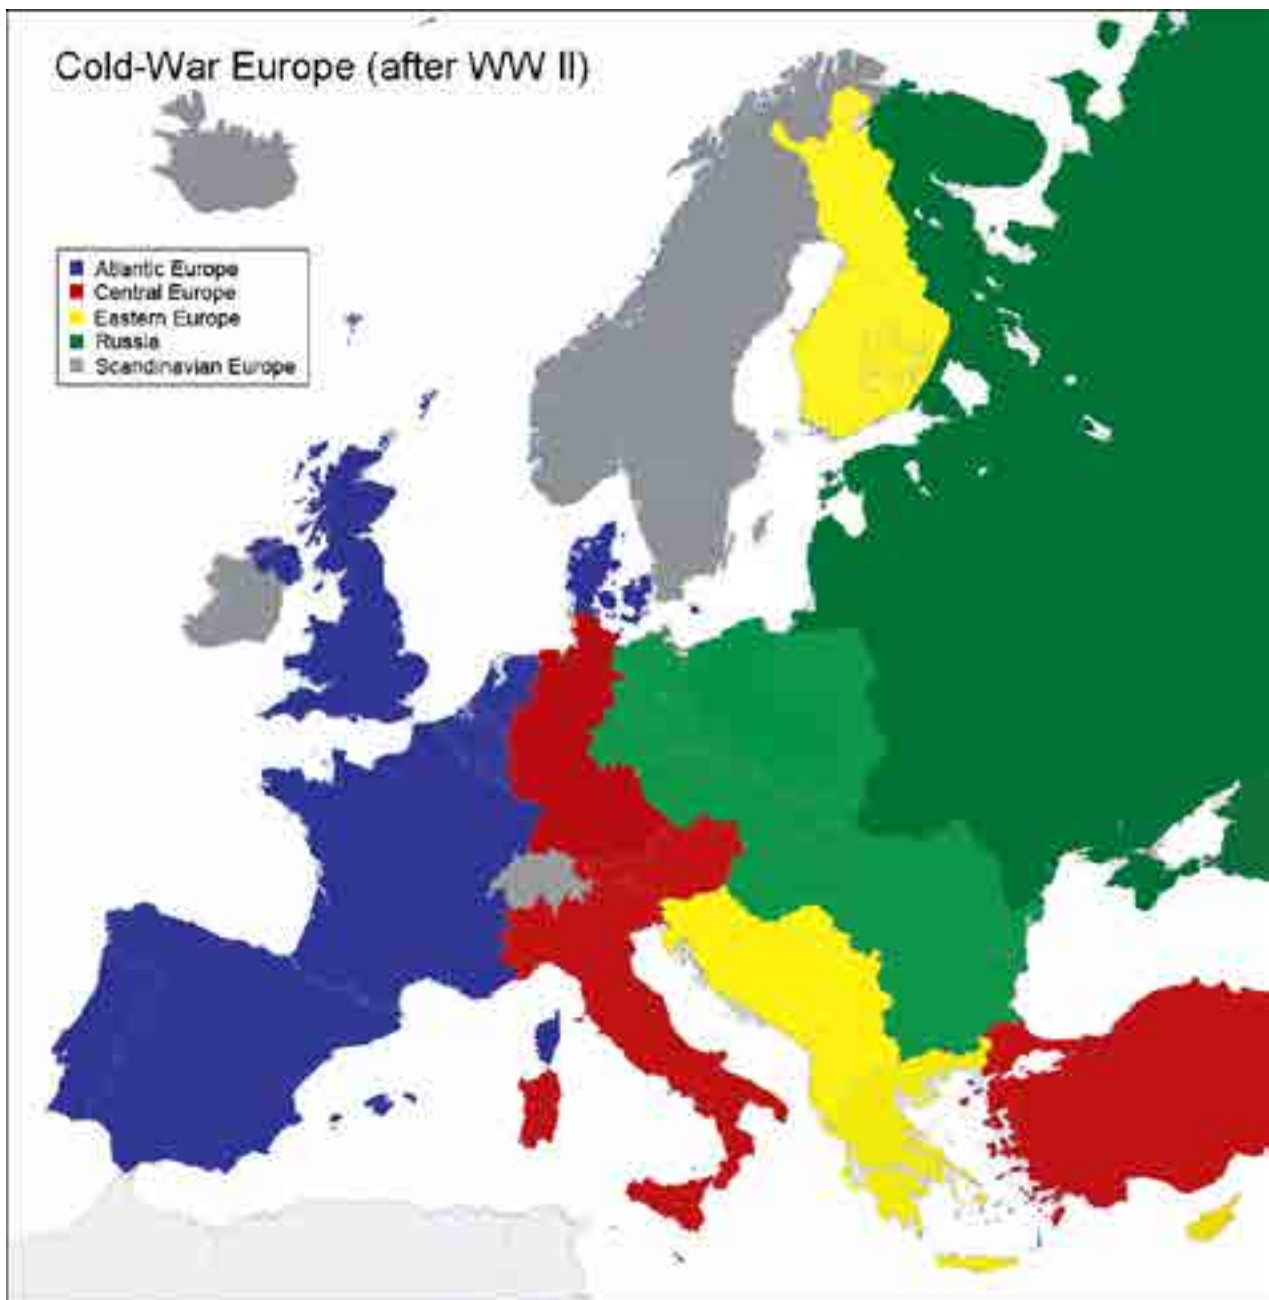 Cold-War Europe (after WW II)
Atlantic Europe
Central Europe
Eastern Europe
Russia
Scandinavian Europe